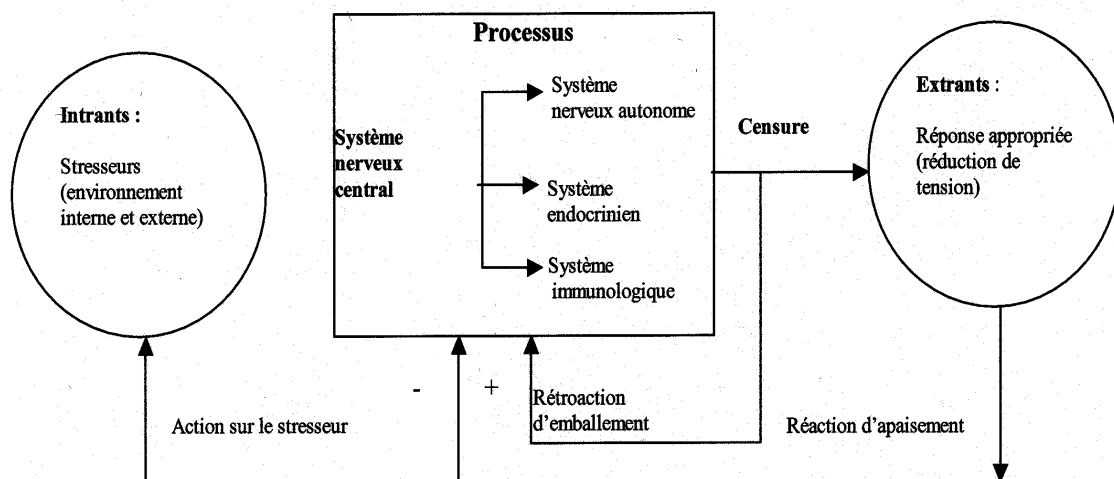 Processus
Intrants :
Stresseurs
(environnement
interne et externe)
Système
nerveux
central
Système
nerveux autonome
Système
endocrinien
Système
immunologique
Censure
Extrants :
Réponse appropriée
(réduction de
tension)
-
+
Rétroaction
d'emballement
Action sur le stresseur
Réaction d'apaisement